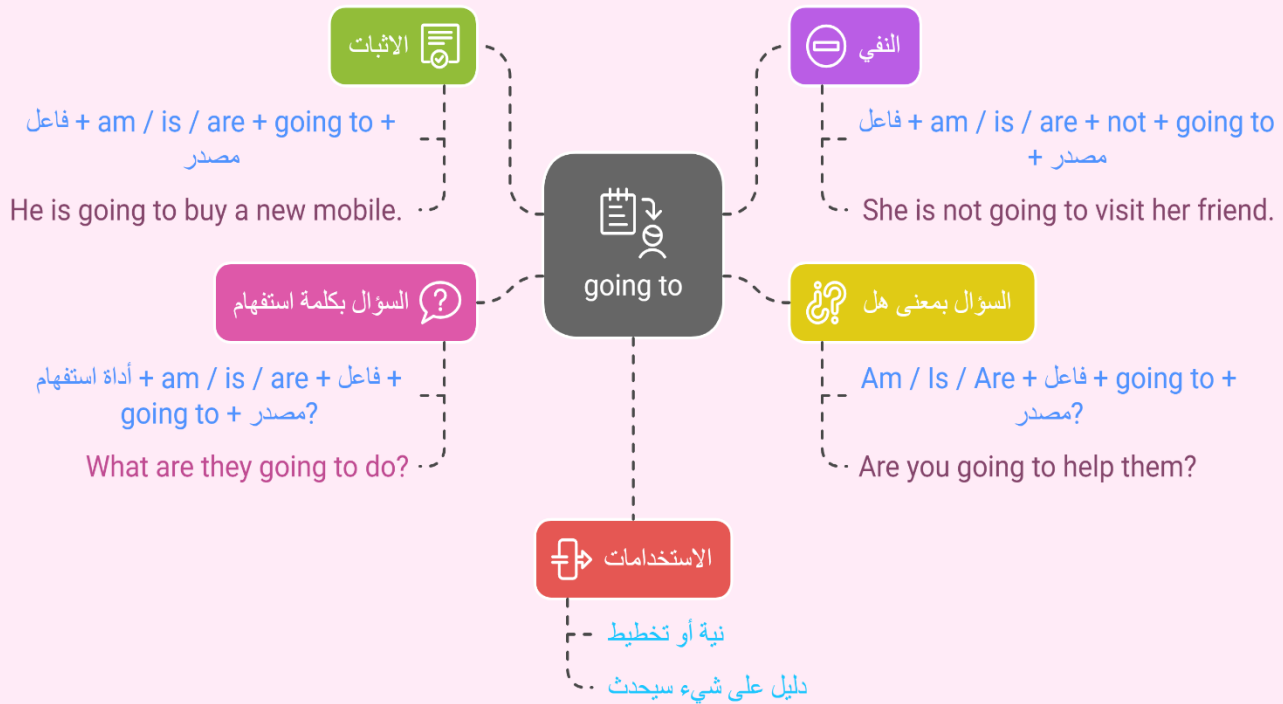 الاثبات
فاعل + am / is / are + going to +
مصدر
He is going to buy a new mobile.
النفي
فاعل + am / is / are + not + going to
+ مصدر
She is not going to visit her friend.
going to
السؤال بكلمة استفهام
أداة استفهام + am / is / are + فاعل +
going to + مصدر?
What are they going to do?
السؤال بمعنى هل
Am / Is / Are + فاعل + going to +
مصدر?
Are you going to help them?
الاستخدامات
نية أو تخطيط
دليل على شيء سيحدث